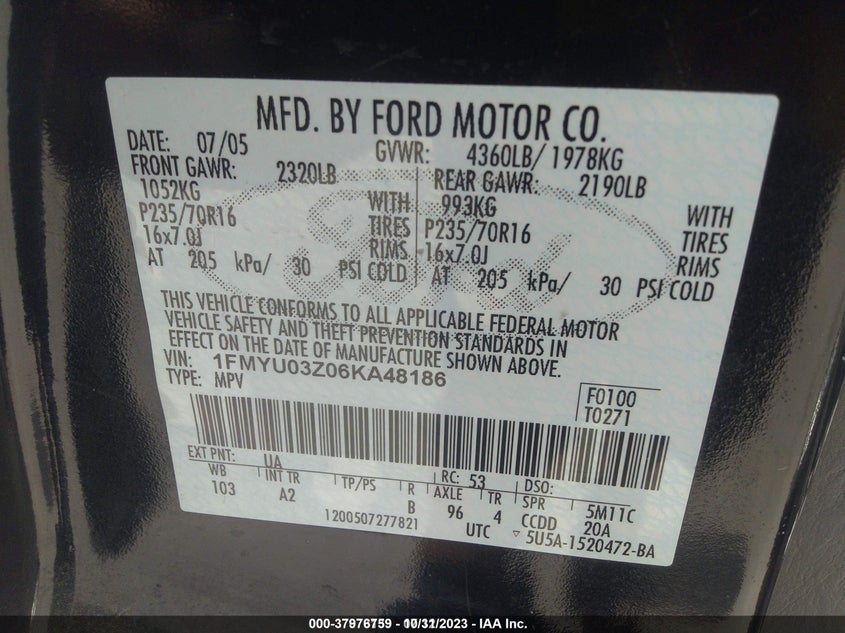 MFD. BY FORD MOTOR CO.
DATE: 07/05 GVWR: 4360LB/ 1978KG
FRONT GAWR: 2320LB REAR GAWR: 2190LB
1052KG WITH 993KG WITH
P235/70R16 TIRES P235/70R16 TIRES
16x7.0J RIMS 16x7.0J RIMS
AT 205 kPa/ 30 PSI COLD AT 205 kPa/ 30 PSI COLD
Ford
THIS VEHICLE CONFORMS TO ALL APPLICABLE FEDERAL MOTOR
VEHICLE SAFETY AND THEFT PREVENTION STANDARDS IN
EFFECT ON THE DATE OF MANUFACTURE SHOWN ABOVE.
VIN: 1FMYU03Z06KA48186
TYPE: MPV
F0100
T0271
EXT PNT: UA RC: 53 DSO:
WB INT TR TP/PS R AXLE TR SPR 5M11C
103 A2 B 96 4 CCDD 20A
1200507277821 UTC ▿ 5U5A-1520472-BA
000-37976759 - 10/31/2023 - IAA Inc.